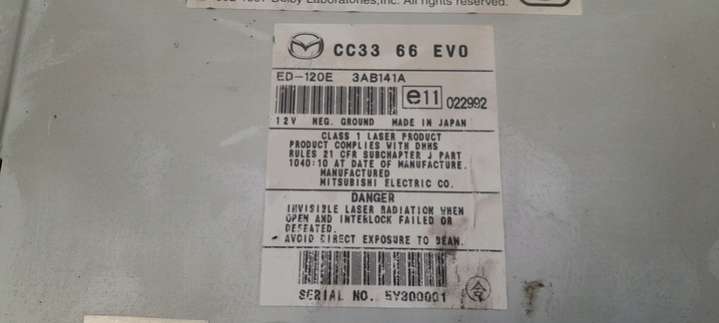 1997 Dolby Laboratories,Inc. All rights reserved.
CC33 66 EVO
ED-120E 3AB141A
e11 022992
12V NEG. GROUND MADE IN JAPAN
CLASS 1 LASER PRODUCT
PRODUCT COMPLIES WITH DHHS
RULES 21 CFR SUBCHAPTER J PART
1040:10 AT DATE OF MANUFACTURE.
MANUFACTURED
MITSUBISHI ELECTRIC CO.
DANGER
INVISIBLE LASER RADIATION WHEN
OPEN AND INTERLOCK FAILED OR
DEFEATED.
AVOID DIRECT EXPOSURE TO BEAM.
SERIAL NO. 5Y300001